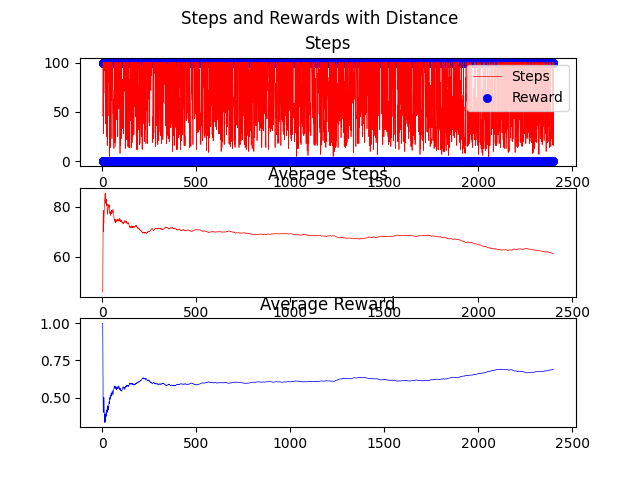 Steps and Rewards with Distance
Steps
100
50
0
Steps
Reward
0 500 1000 1500 2000 2500
Average Steps
80
60
0 500 1000 1500 2000 2500
Average Reward
1.00
0.75
0.50
0 500 1000 1500 2000 2500